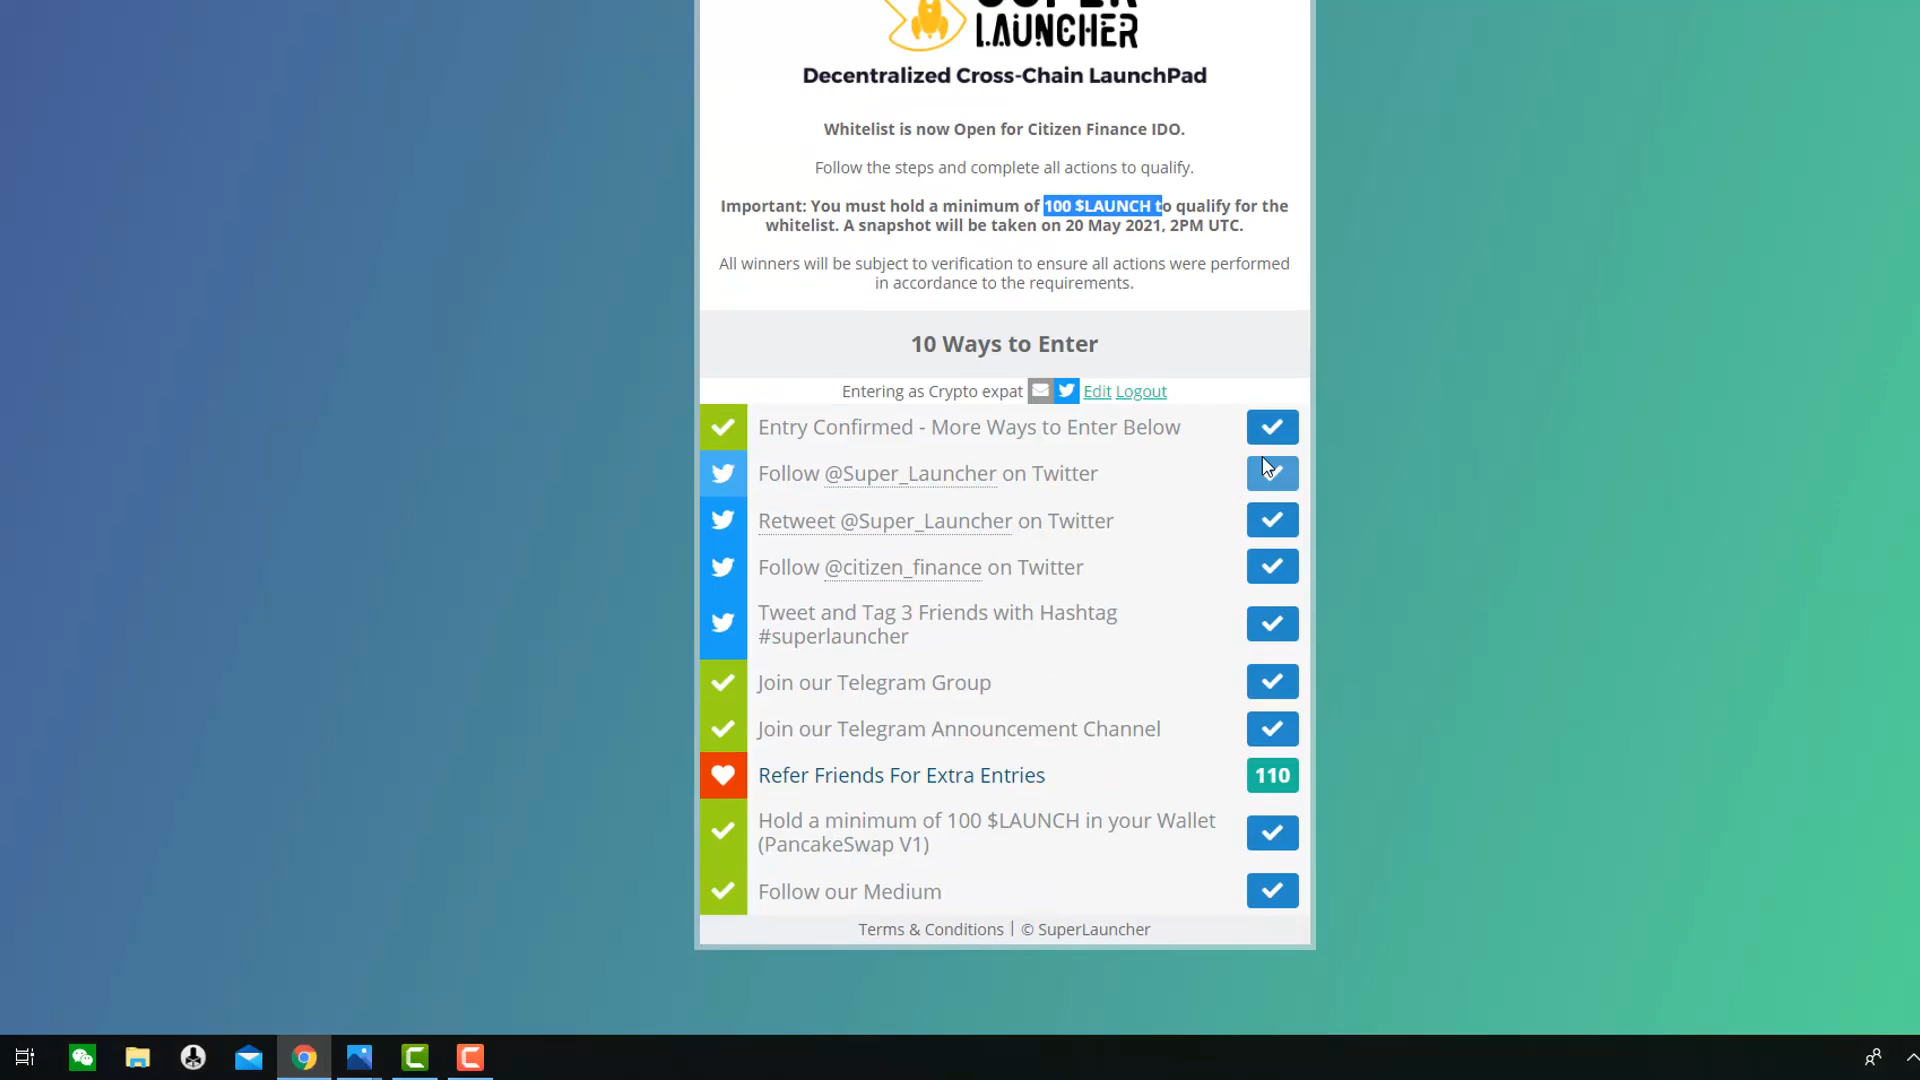 LAUNCHER
Decentralized Cross-Chain LaunchPad
Whitelist is now Open for Citizen Finance IDO.
Follow the steps and complete all actions to qualify.
Important: You must hold a minimum of 100 $LAUNCH to qualify for the
whitelist. A snapshot will be taken on 20 May 2021, 2PM UTC.
All winners will be subject to verification to ensure all actions were performed
in accordance to the requirements.
10 Ways to Enter
Entering as Crypto expat Edit Logout
Entry Confirmed - More Ways to Enter Below
Follow @Super_Launcher on Twitter
Retweet @Super_Launcher on Twitter
Follow @citizen_finance on Twitter
Tweet and Tag 3 Friends with Hashtag
#superlauncher
Join our Telegram Group
Join our Telegram Announcement Channel
Refer Friends For Extra Entries 110
Hold a minimum of 100 $LAUNCH in your Wallet
(PancakeSwap V1)
Follow our Medium
Terms & Conditions | © SuperLauncher